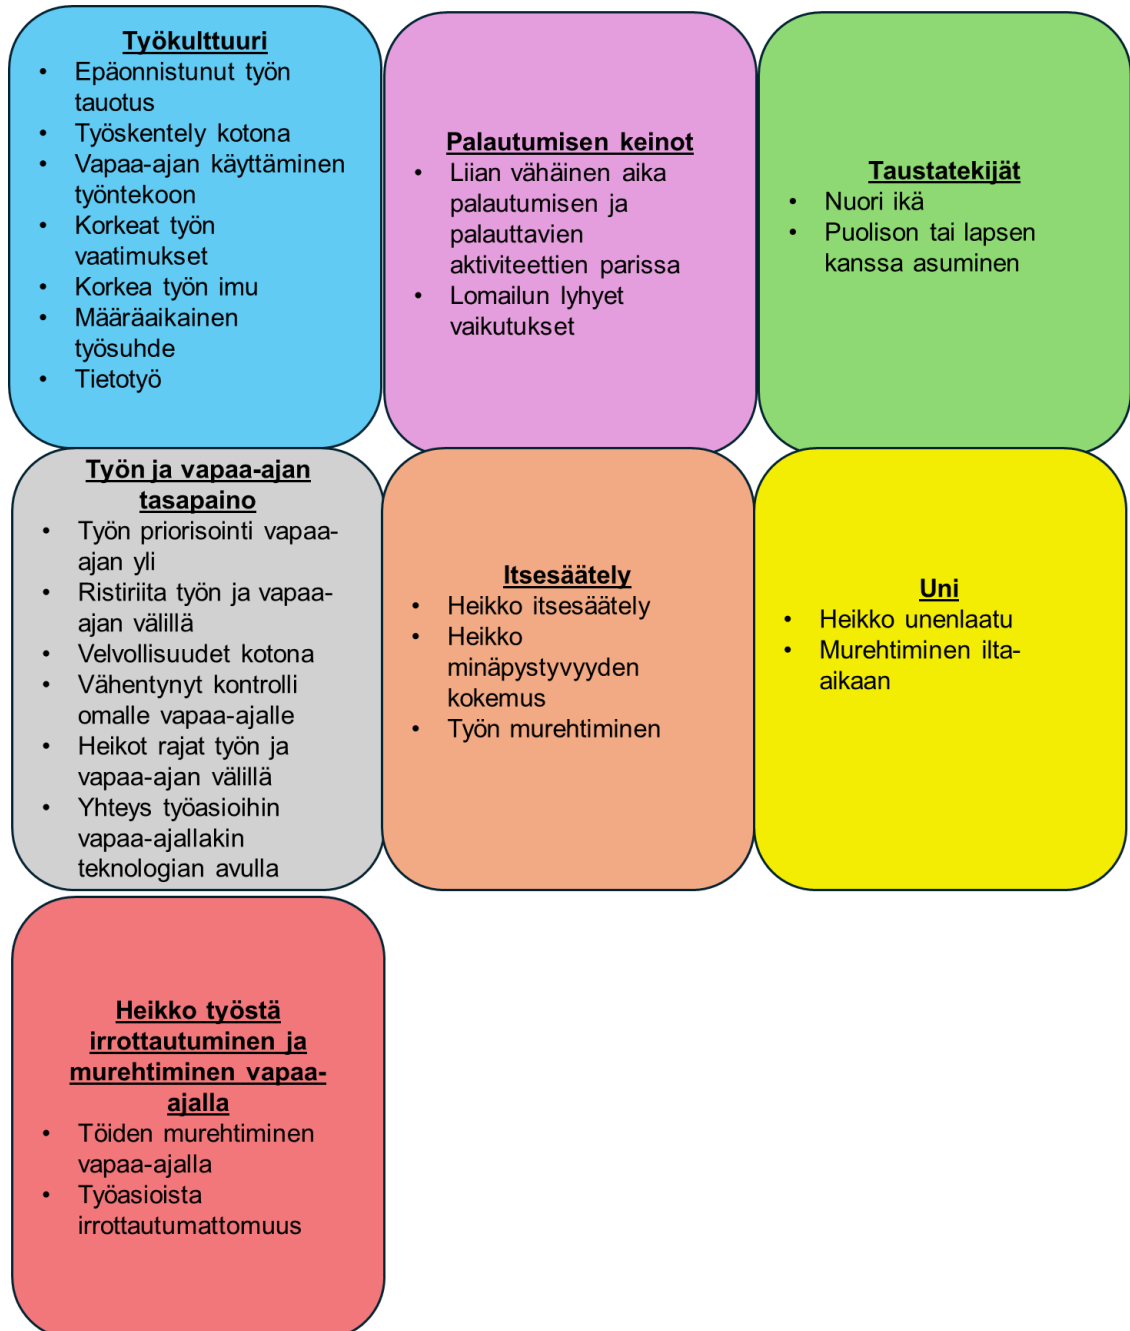 Työkulttuuri
• Epäonnistunut työn
tauotus
• Työskentely kotona
• Vapaa-ajan käyttäminen
työntekoon
• Korkeat työn
vaatimukset
• Korkea työn imu
• Määräaikainen
työsuhde
• Tietotyö
Palautumisen keinot
• Liian vähäinen aika
palautumisen ja
palauttavien
aktiviteettien parissa
• Lomailun lyhyet
vaikutukset
Taustatekijät
• Nuori ikä
• Puolison tai lapsen
kanssa asuminen
Työn ja vapaa-ajan
tasapaino
• Työn priorisointi vapaa-
ajan yli
• Ristiriita työn ja vapaa-
ajan välillä
• Velvollisuudet kotona
• Vähentynyt kontrolli
omalle vapaa-ajalle
• Heikot rajat työn ja
vapaa-ajan välillä
• Yhteys työasioihin
vapaa-ajallakin
teknologian avulla
Itsesäätely
• Heikko itsesäätely
• Heikko
minäpystyvyyden
kokemus
• Työn murehtiminen
Uni
• Heikko unenlaatu
• Murehtiminen ilta-
aikaan
Heikko työstä
irrottautuminen ja
murehtiminen vapaa-
ajalla
• Töiden murehtiminen
vapaa-ajalla
• Työasioista
irrottautumattomuus